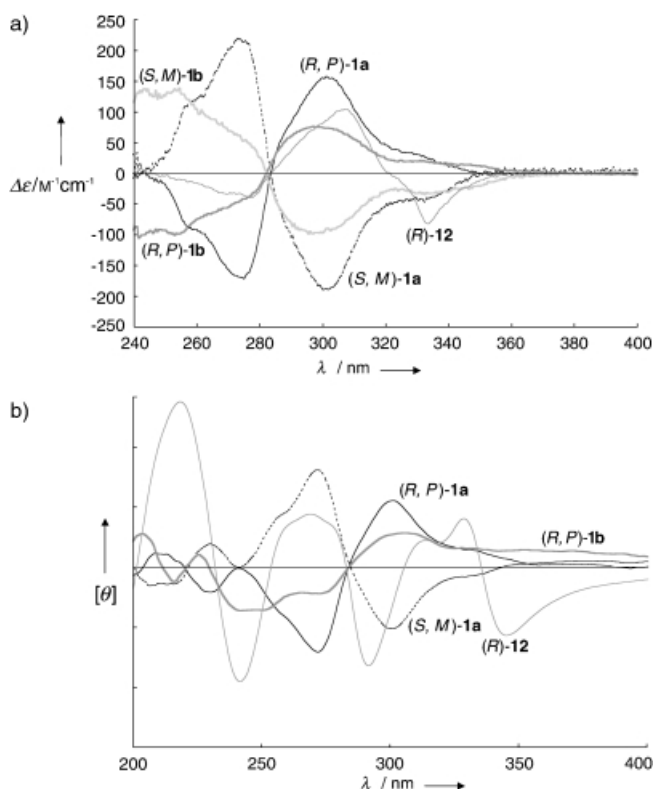 a)
250
200
150
100
50
0
-50
-100
-150
-200
-250
Δε/M⁻¹cm⁻¹
(S, M)-1b
(R, P)-1a
(R, P)-1b
(R)-12
(S, M)-1a
240 260 280 300 320 340 360 380 400
λ / nm
b)
[θ]
(R, P)-1a
(R, P)-1b
(S, M)-1a
(R)-12
200 250 300 350 400
λ / nm